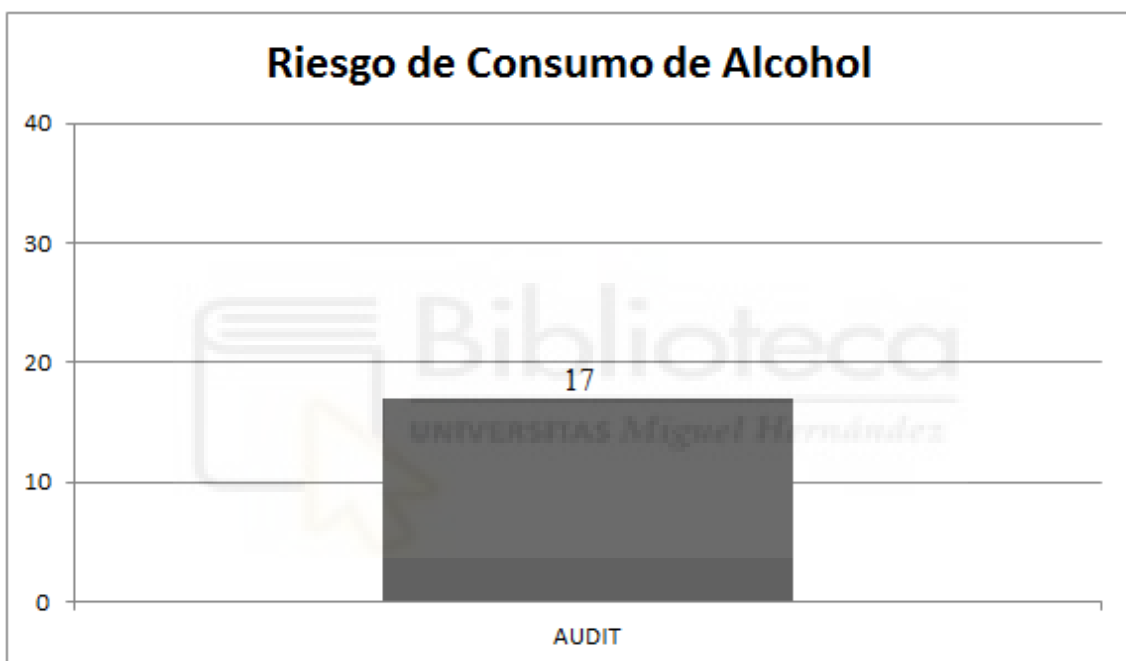 Riesgo de Consumo de Alcohol
40
30
20
10
0
17
AUDIT
Biblioteca
UNIVERSITAS Miguel Hernández